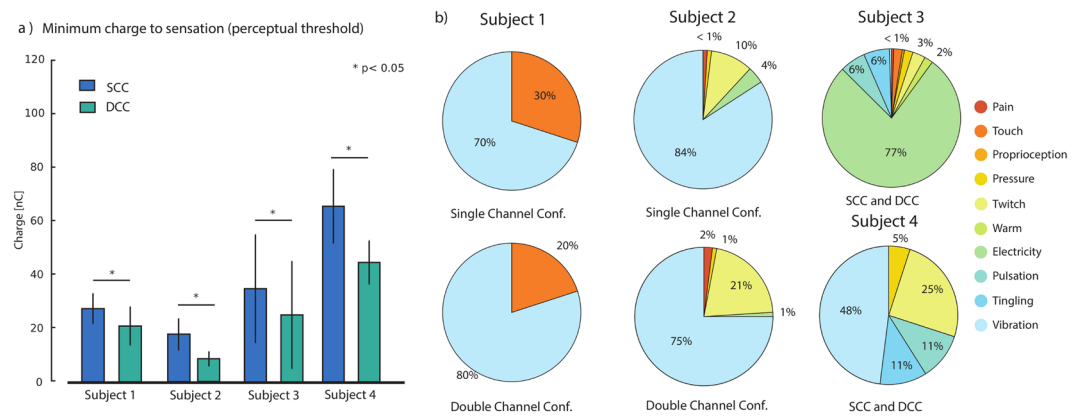 a ) Minimum charge to sensation (perceptual threshold)
* p< 0.05
120
100
80
60
40
20
0
Charge [nC]
SCC
DCC
*
*
*
*
Subject 1
Subject 2
Subject 3
Subject 4
b)
Subject 1
30%
70%
Single Channel Conf.
20%
80%
Double Channel Conf.
Subject 2
< 1%
10%
4%
84%
Single Channel Conf.
2%
1%
21%
1%
75%
Double Channel Conf.
Subject 3
< 1%
3%
2%
6%
6%
77%
SCC and DCC
Subject 4
5%
25%
48%
11%
11%
SCC and DCC
Pain
Touch
Proprioception
Pressure
Twitch
Warm
Electricity
Pulsation
Tingling
Vibration